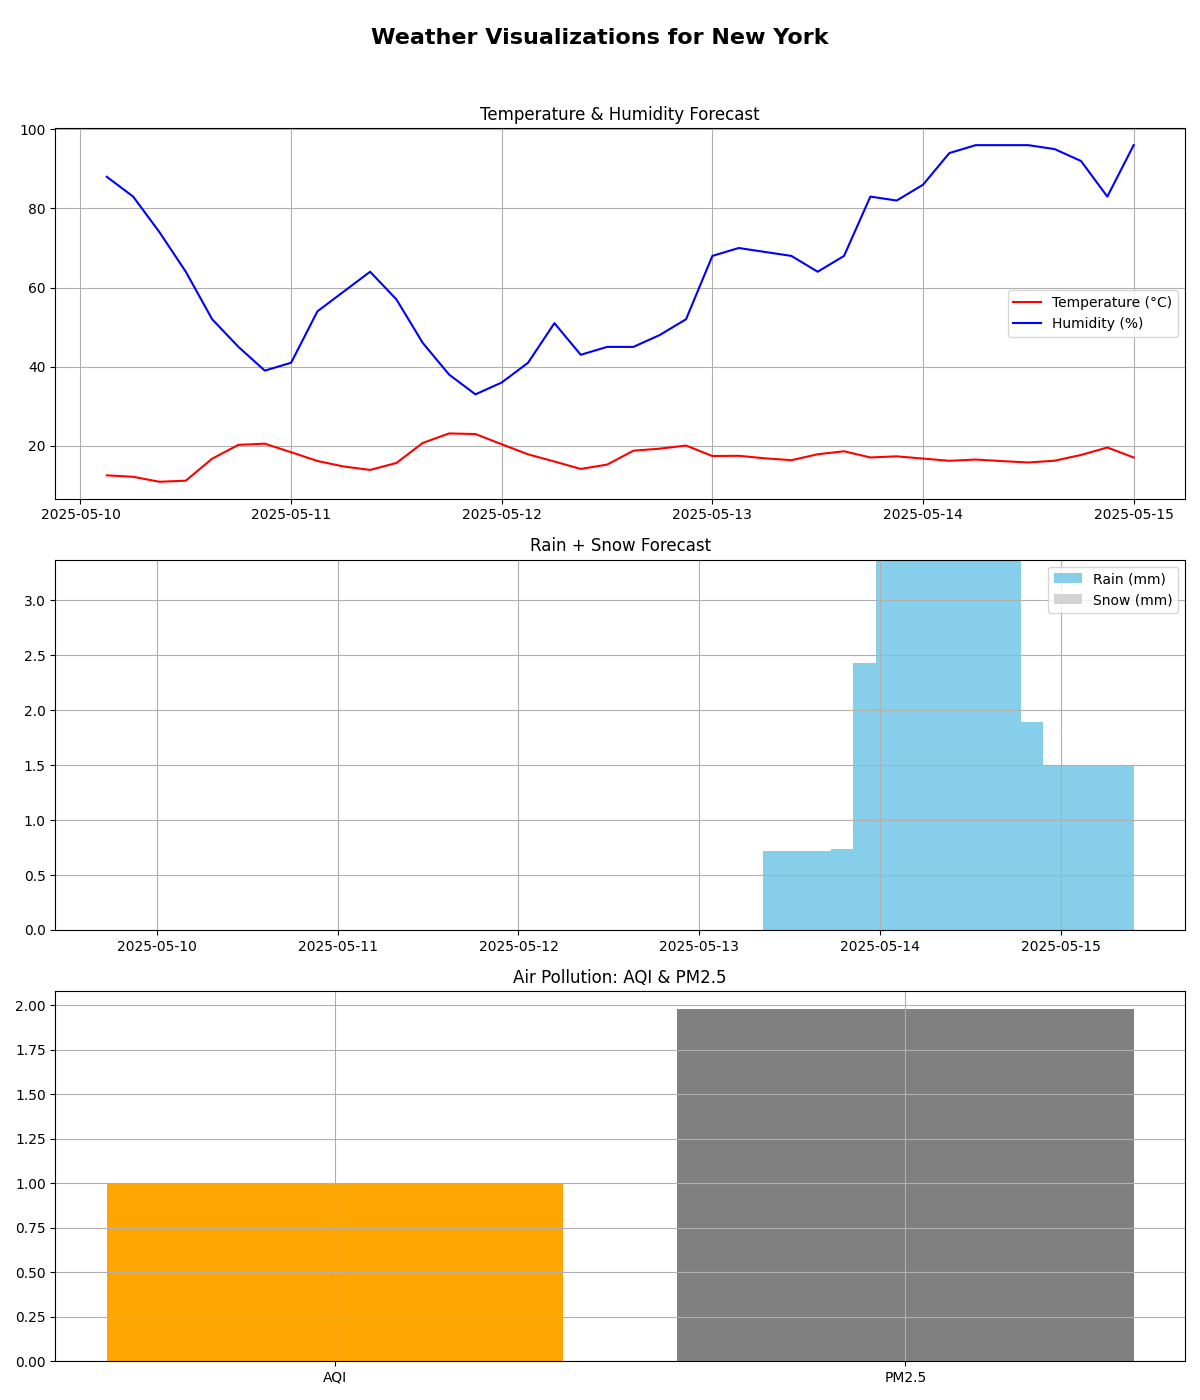 Weather Visualizations for New York
Temperature & Humidity Forecast
100
80
60
40
20
Temperature (°C)
Humidity (%)
2025-05-10 2025-05-11 2025-05-12 2025-05-13 2025-05-14 2025-05-15
Rain + Snow Forecast
3.0
2.5
2.0
1.5
1.0
0.5
0.0
Rain (mm)
Snow (mm)
2025-05-10 2025-05-11 2025-05-12 2025-05-13 2025-05-14 2025-05-15
Air Pollution: AQI & PM2.5
2.00
1.75
1.50
1.25
1.00
0.75
0.50
0.25
0.00
AQI PM2.5